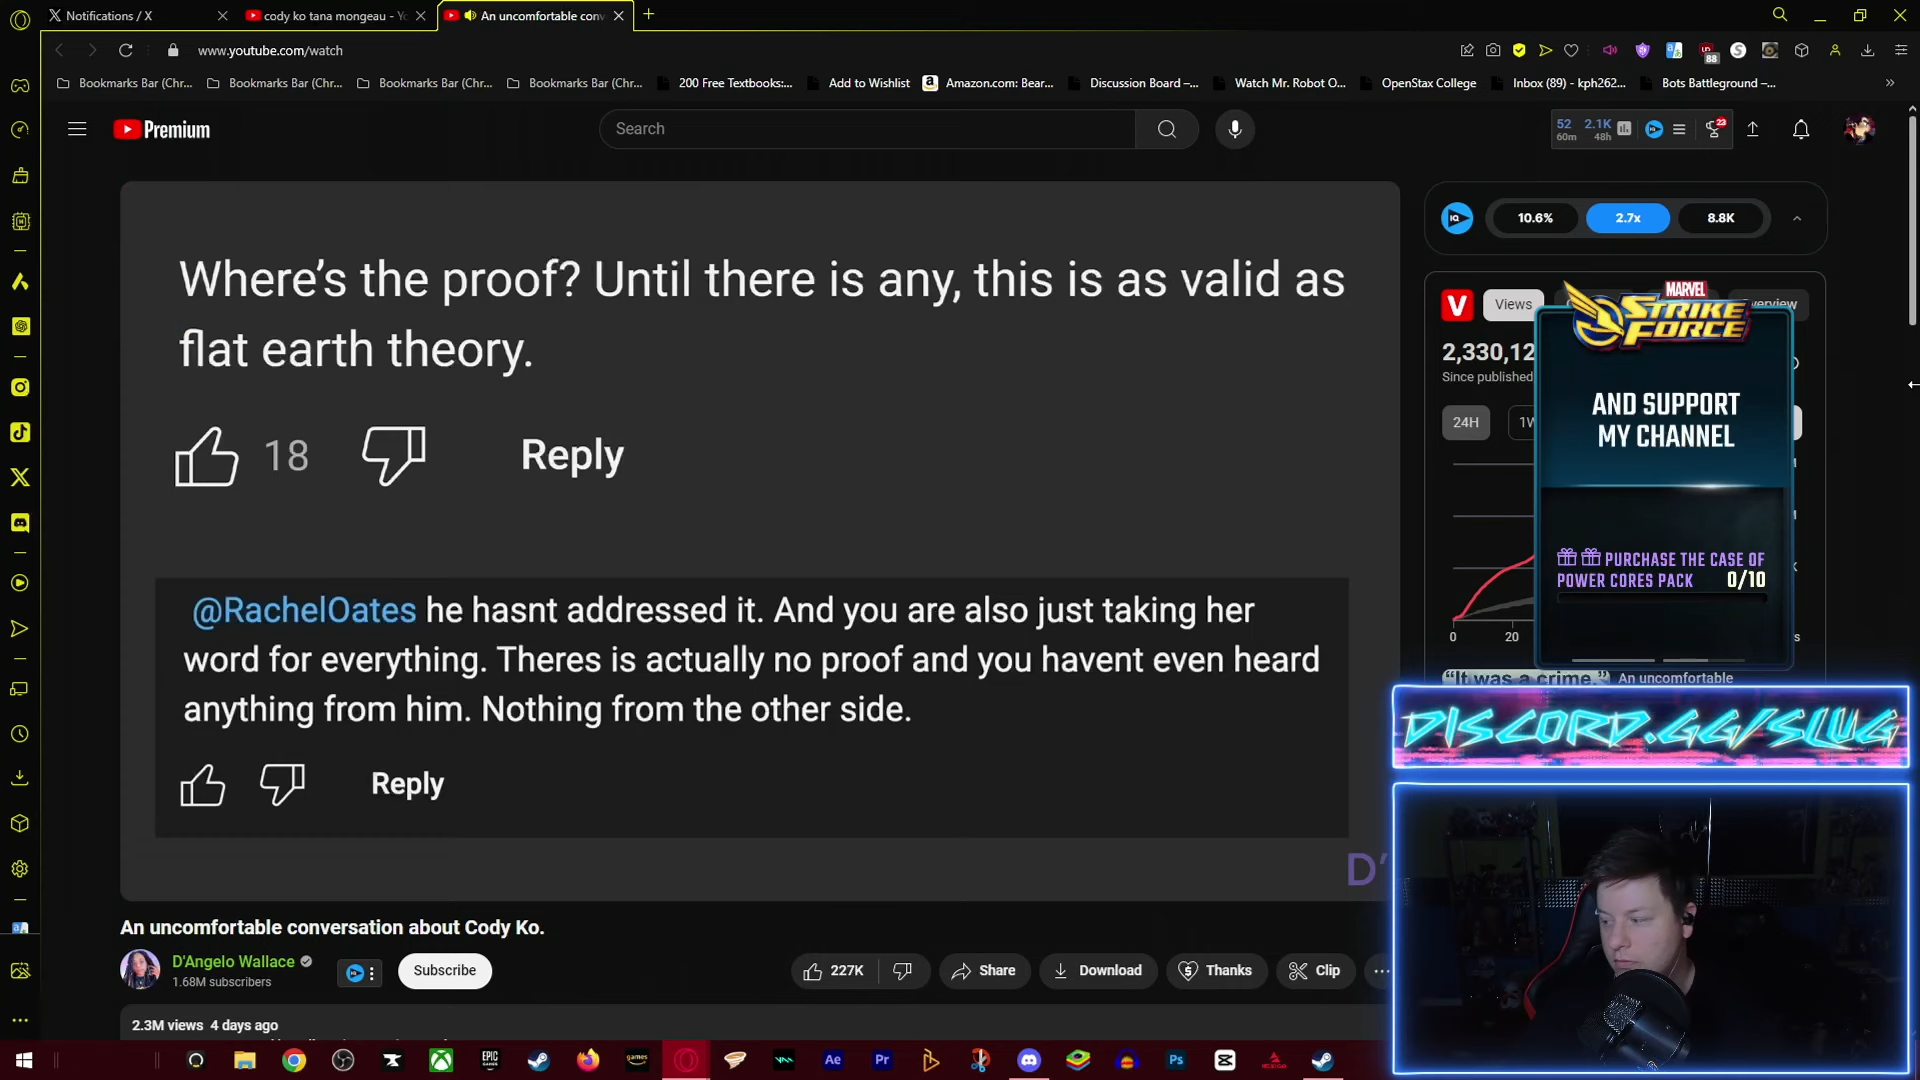 Notifications / X
cody ko tana mongeau - Yo
An uncomfortable conv
www.youtube.com/watch
88
Bookmarks Bar (Chr...
Bookmarks Bar (Chr...
Bookmarks Bar (Chr...
Bookmarks Bar (Chr...
200 Free Textbooks:...
Add to Wishlist
Amazon.com: Bear...
Discussion Board –...
Watch Mr. Robot O...
OpenStax College
Inbox (89) - kph262...
Bots Battleground –...
Premium
Search
52 2.1K
60m 48h
23
10.6%
2.7x
8.8K
Where's the proof? Until there is any, this is as valid as
flat earth theory.
18
Reply
@RachelOates he hasnt addressed it. And you are also just taking her
word for everything. Theres is actually no proof and you havent even heard
anything from him. Nothing from the other side.
Reply
D'
Views
2,330,12
Since published
24H
0
20
MARVEL
STRIKE
FORCE
AND SUPPORT
MY CHANNEL
PURCHASE THE CASE OF
POWER CORES PACK 0/10
"It was a crime." An uncomfortable
DISCORD.GG/SLUG
An uncomfortable conversation about Cody Ko.
D'Angelo Wallace
1.68M subscribers
Subscribe
227K
Share
Download
Thanks
Clip
2.3M views 4 days ago